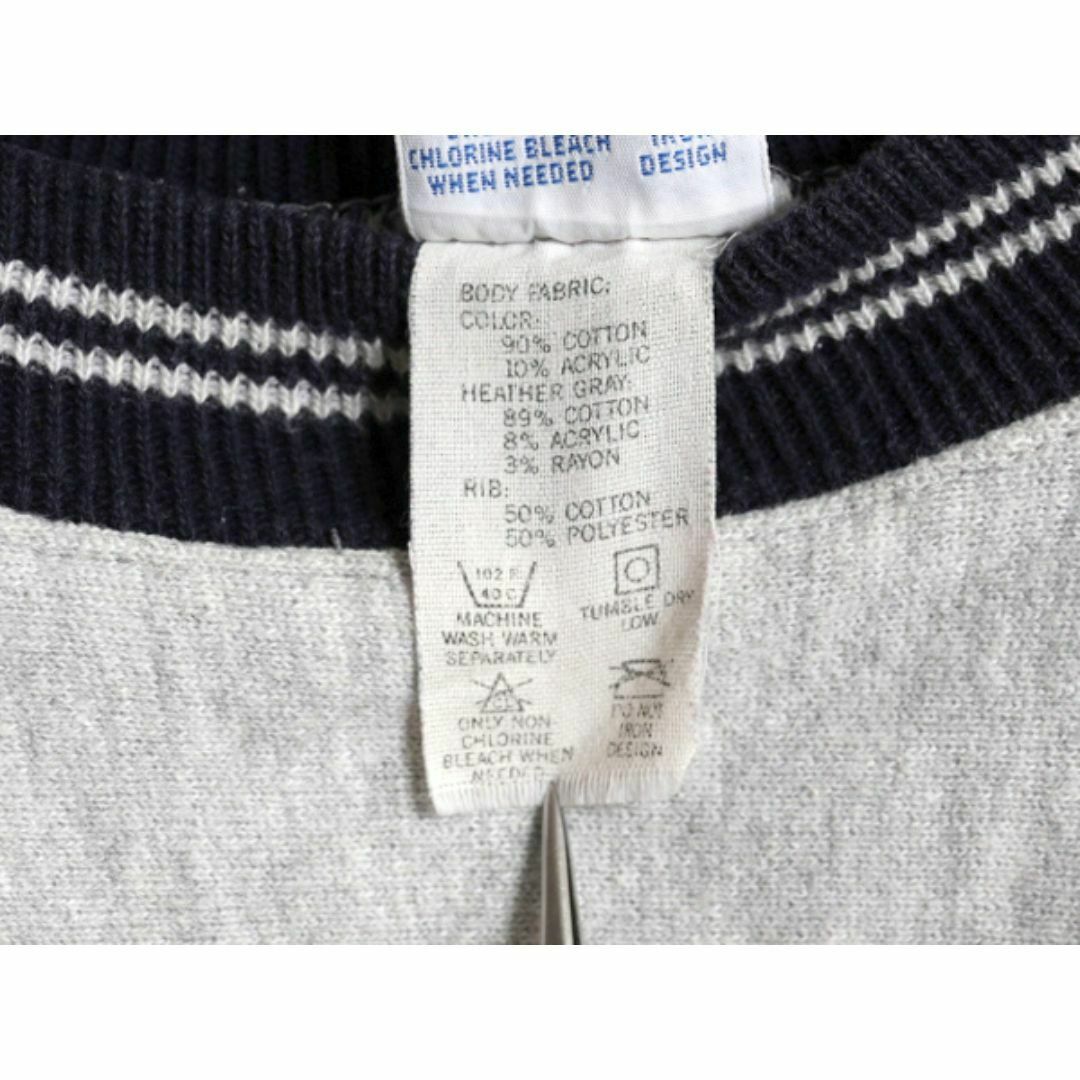 CHLORINE BLEACH
WHEN NEEDED
DESIGN
BODY FABRIC:
COLOR:
90% COTTON
10% ACRYLIC
HEATHER GRAY:
89% COTTON
8% ACRYLIC
3% RAYON
RIB:
50% COTTON
50% POLYESTER
102 F
40 C
MACHINE
WASH WARM
SEPARATELY
TUMBLE DRY
LOW
CL
ONLY NON
CHLORINE
BLEACH WHEN
NEEDED
DO NOT
IRON
DESIGN